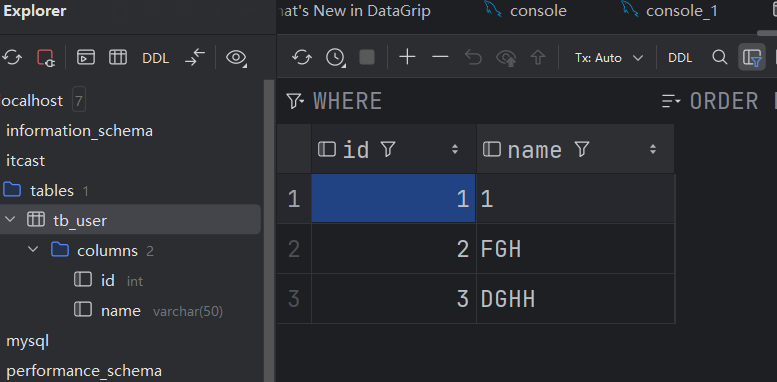 Explorer
hat's New in DataGrip
console
console_1
DDL
Tx: Auto
DDL
localhost 7
information_schema
itcast
tables 1
tb_user
columns 2
id int
name varchar(50)
mysql
performance_schema
WHERE
ORDER
id
name
1 1 1
2 2 FGH
3 3 DGHH